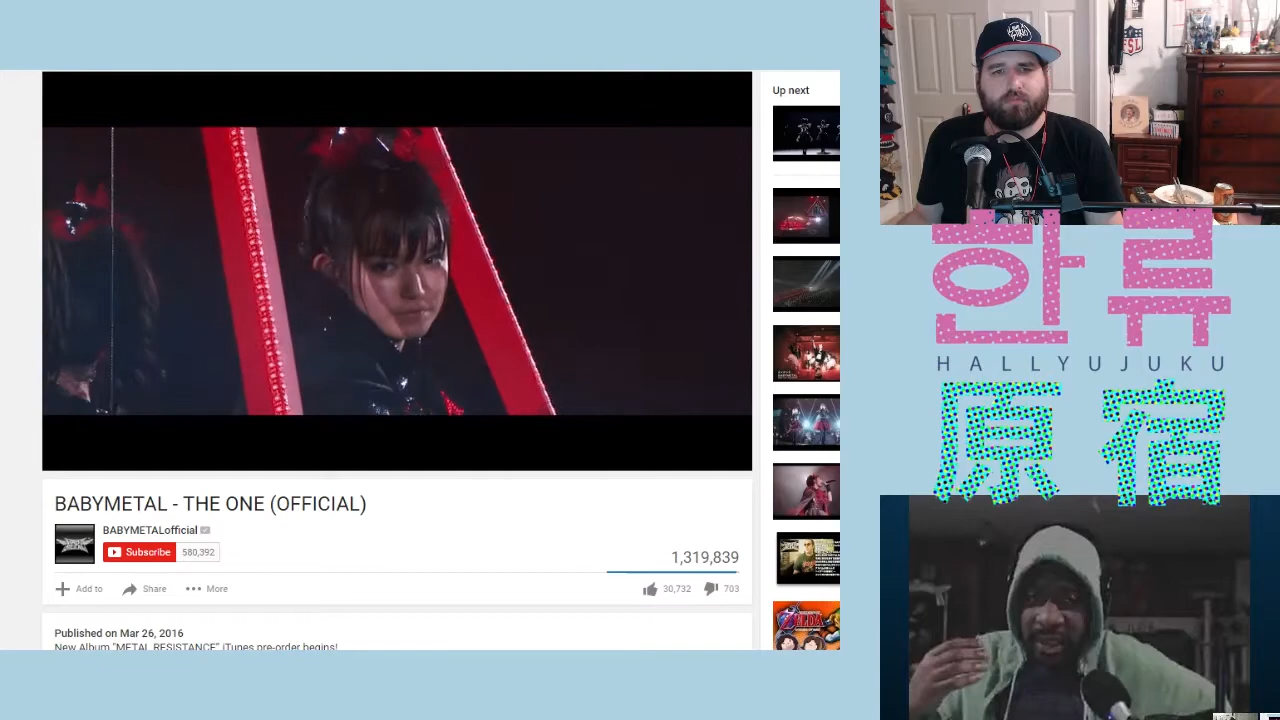 Up next
BABYMETAL - THE ONE (OFFICIAL)
BABYMETALofficial
Subscribe 580,392
1,319,839
Add to Share More 30,732 703
Published on Mar 26, 2016
New Album "METAL RESISTANCE" iTunes pre-order begins!
NFL
한류
HALLYUJUKU
原宿